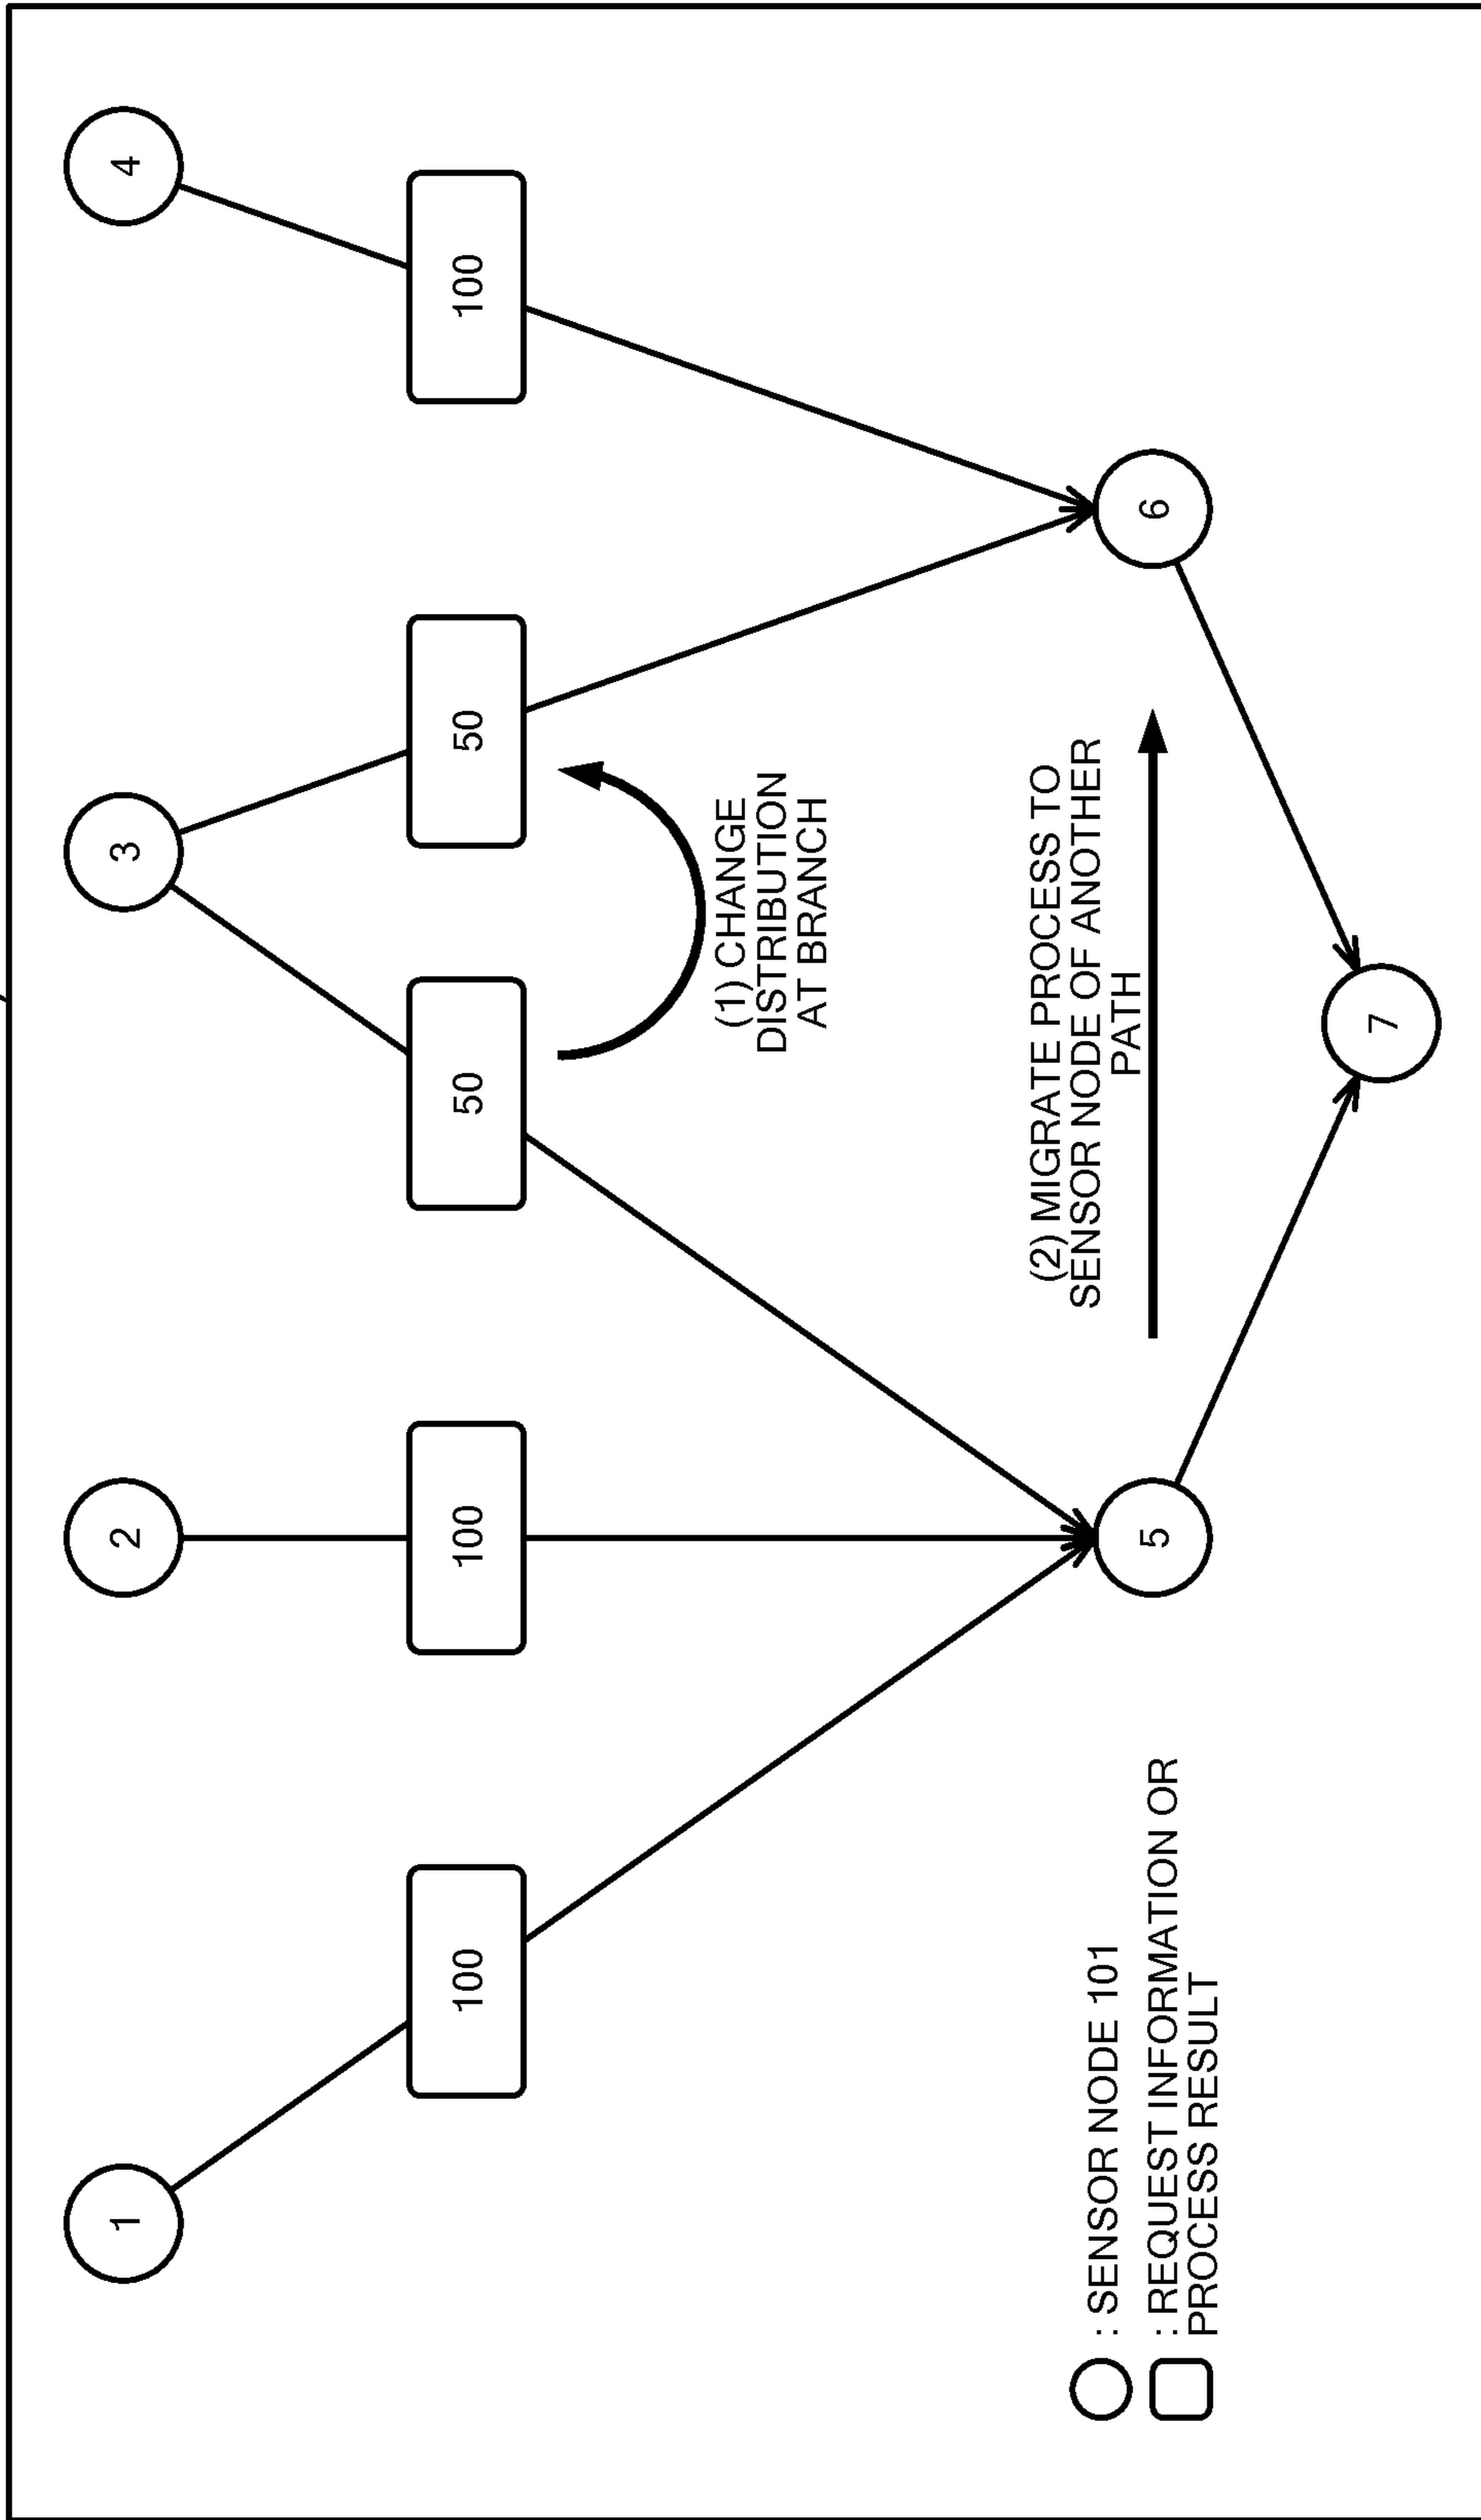 1
2
3
4
100
100
50
50
100
(1) CHANGE
DISTRIBUTION
AT BRANCH
(2) MIGRATE PROCESS TO
SENSOR NODE OF ANOTHER
PATH
5
6
7
: SENSOR NODE 101
: REQUEST INFORMATION OR
PROCESS RESULT